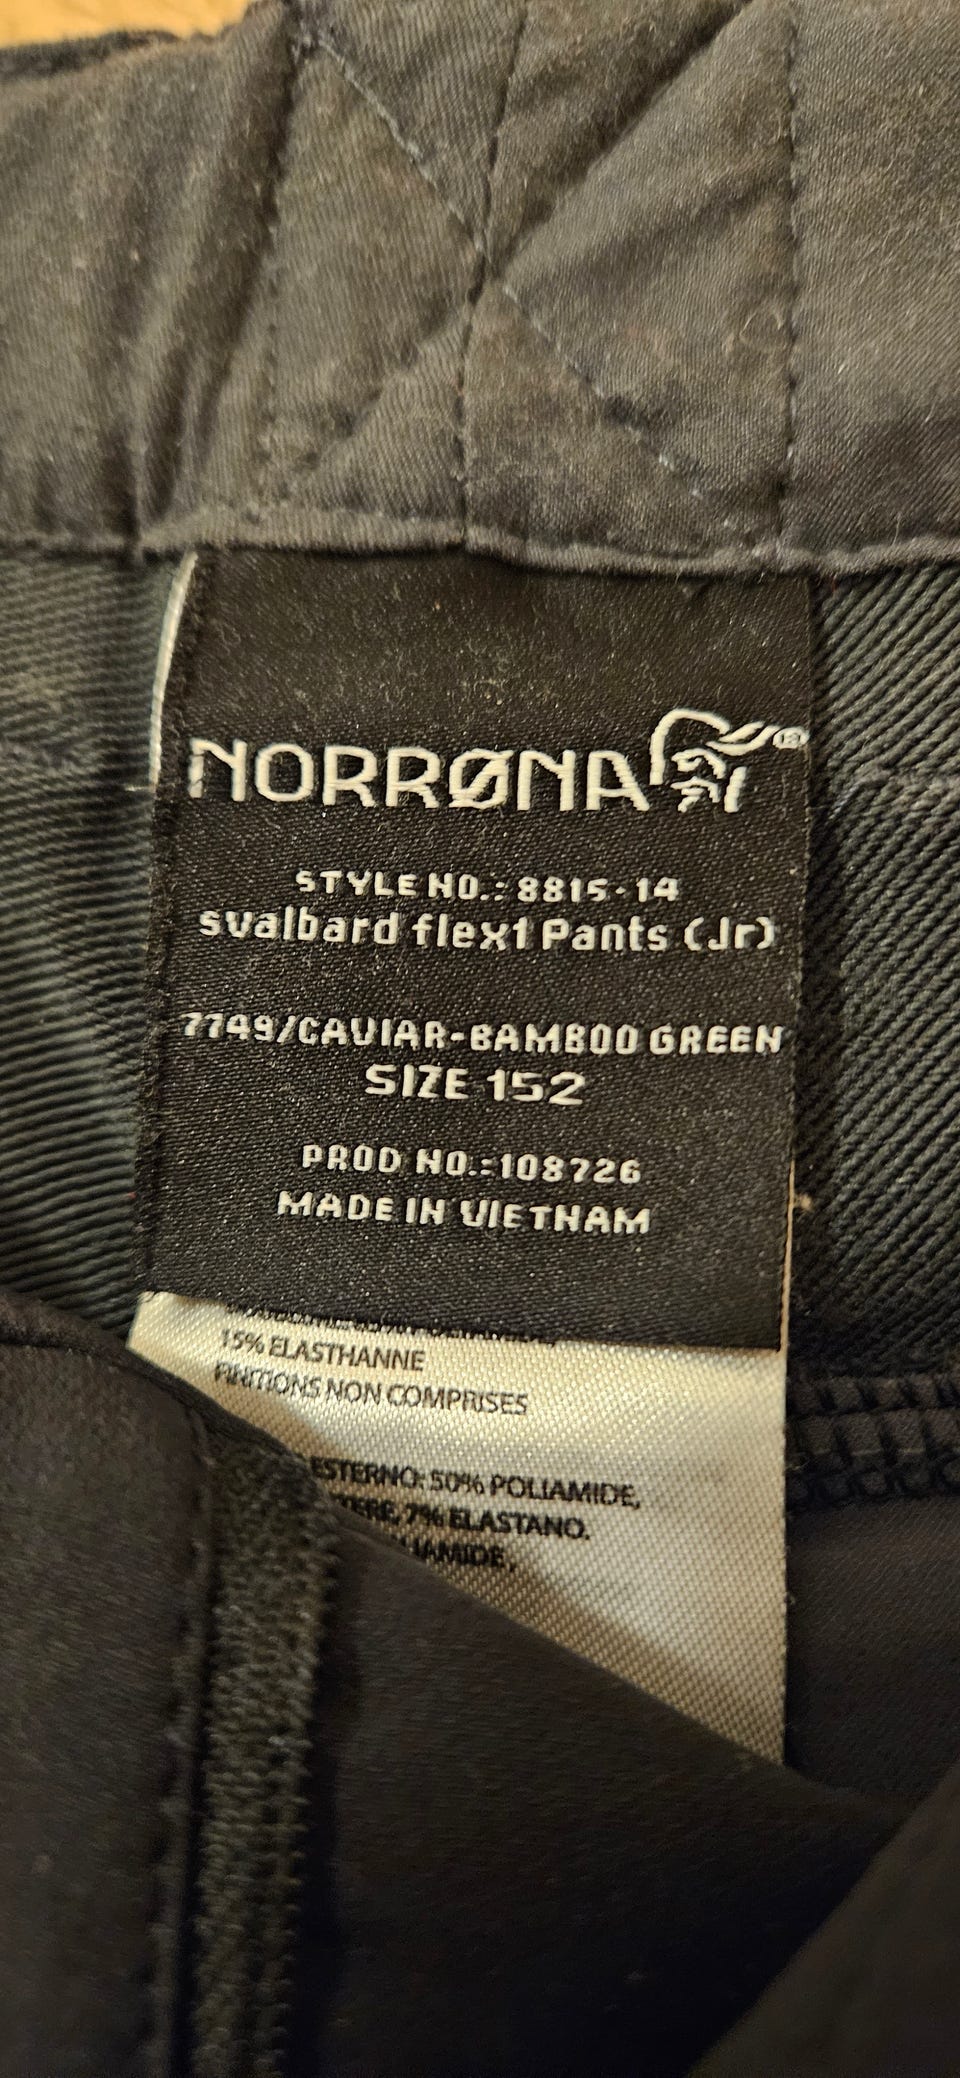 NORRØNA ®
STYLE NO.: 8815-14
svalbard flex1 Pants (Jr)
7749/CAVIAR-BAMBOO GREEN
SIZE 152
PROD NO.:108726
MADE IN VIETNAM
15% ELASTHANNE
FINITIONS NON COMPRISES
ESTERNO: 50% POLIAMIDE,
7% ELASTANO.